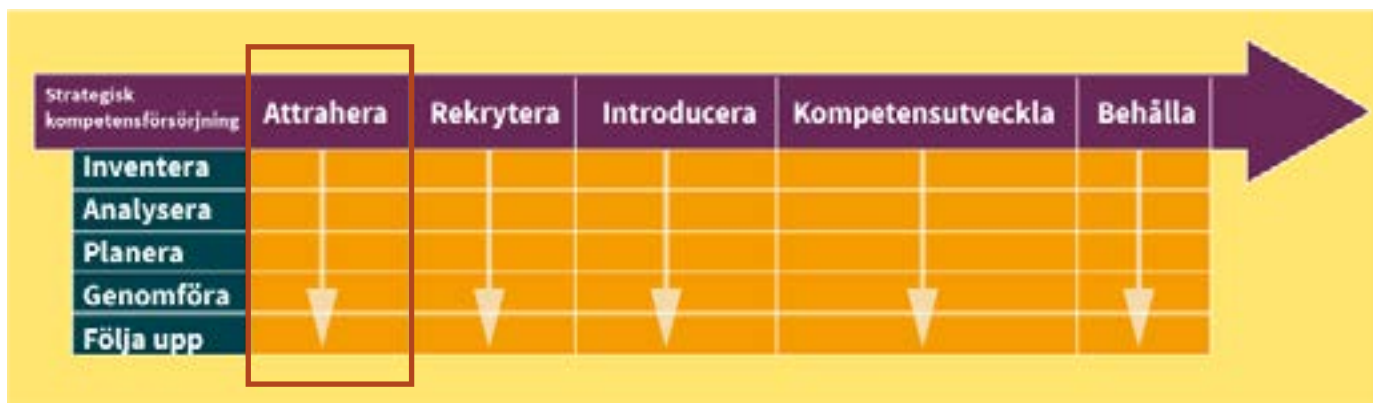 Strategisk
kompetensförsörjning
Attrahera
Rekrytera
Introducera
Kompetensutveckla
Behålla
Inventera
Analysera
Planera
Genomföra
Följa upp